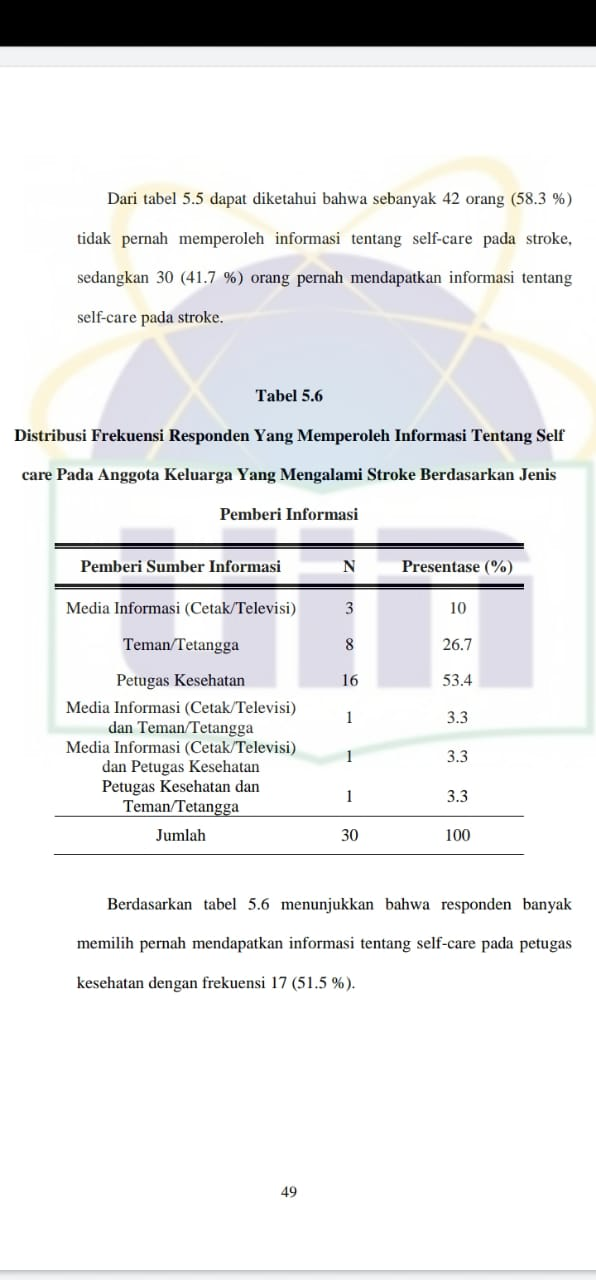 Dari tabel 5.5 dapat diketahui bahwa sebanyak 42 orang (58.3 %)
tidak pernah memperoleh informasi tentang self-care pada stroke,
sedangkan 30 (41.7 %) orang pernah mendapatkan informasi tentang
self-care pada stroke.
Tabel 5.6
Distribusi Frekuensi Responden Yang Memperoleh Informasi Tentang Self
care Pada Anggota Keluarga Yang Mengalami Stroke Berdasarkan Jenis
Pemberi Informasi
Pemberi Sumber Informasi N Presentase (%)
Media Informasi (Cetak/Televisi) 3 10
Teman/Tetangga 8 26.7
Petugas Kesehatan 16 53.4
Media Informasi (Cetak/Televisi)
dan Teman/Tetangga 1 3.3
Media Informasi (Cetak/Televisi)
dan Petugas Kesehatan 1 3.3
Petugas Kesehatan dan
Teman/Tetangga 1 3.3
Jumlah 30 100
Berdasarkan tabel 5.6 menunjukkan bahwa responden banyak
memilih pernah mendapatkan informasi tentang self-care pada petugas
kesehatan dengan frekuensi 17 (51.5 %).
49
UIN